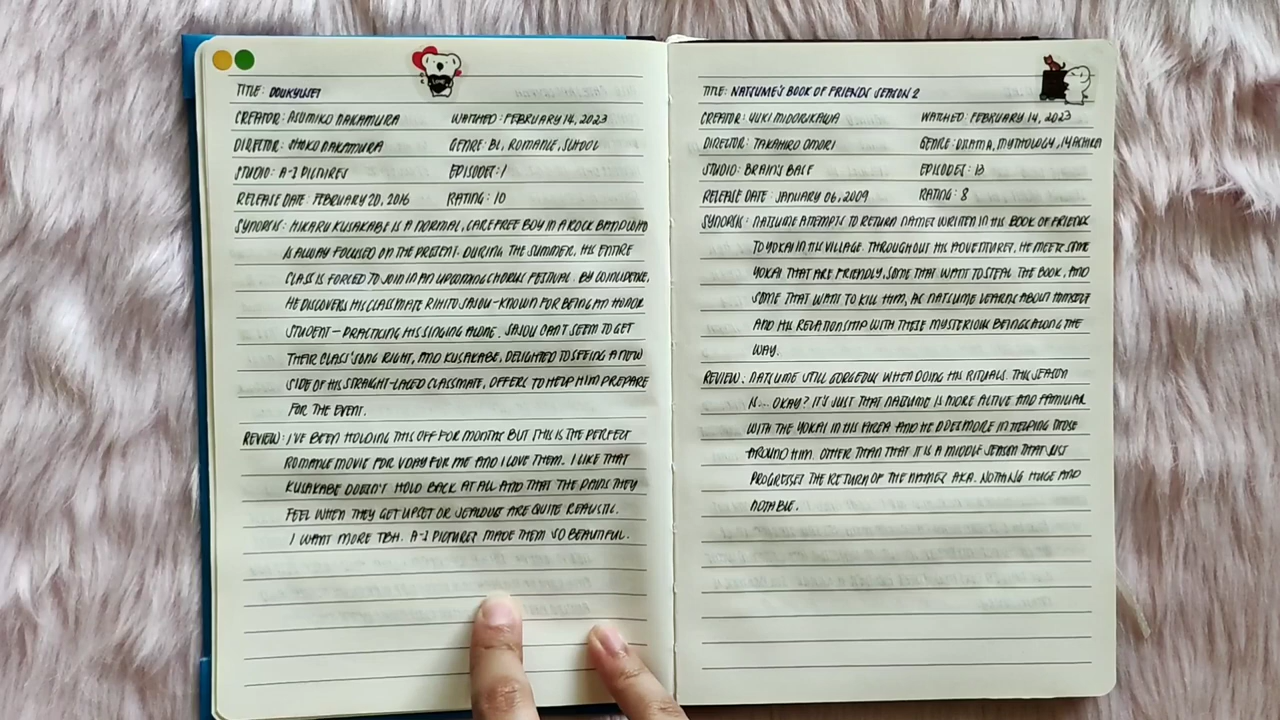 TITLE: DOUKYUSEI
CREATOR: ASUMIKO NAKAMURA WATCHED: FEBRUARY 14, 2023
DIRECTOR: SHOKO NAKAMURA GENRE: BL, ROMANCE, SCHOOL
STUDIO: A-1 PICTURES EPISODES: 1
RELEASE DATE: FEBRUARY 20, 2016 RATING: 10
SYNOPSIS: HIKARU KUSAKABE IS A NORMAL, CAREFREE BOY IN A ROCK BAND WHO
IS ALWAY FOCUSED ON THE PRESENT. DURING THE SUMMER, HIS ENTIRE
CLASS IS FORCED TO JOIN IN AN UPCOMING CHORUS FESTIVAL. BY COINCIDENCE,
HE DISCOVERS HIS CLASSMATE RIHITO SAJOU-KNOWN FOR BEING AN HONOR
STUDENT - PRACTICING HIS SINGING ALONE. SAJOU CAN'T SEEM TO GET
THEIR CLASS' SONG RIGHT, AND KUSAKABE, DELIGHTED TO SEEING A NEW
SIDE OF HIS STRAIGHT-LACED CLASSMATE, OFFERS TO HELP HIM PREPARE
FOR THE EVENT.
REVIEW: I'VE BEEN HOLDING THIS OFF FOR MONTHS BUT THIS IS THE PERFECT
ROMANCE MOVIE FOR VDAY FOR ME AND I LOVE THEM. I LIKE THAT
KUSAKABE DOESN'T HOLD BACK AT ALL AND THAT THE PAINS THEY
FEEL WHEN THEY GET UPSET OR JEALOUS ARE QUITE REALISTIC.
I WANT MORE TBH. A-1 PICTURES MADE THEM SO BEAUTIFUL.
TITLE: NATSUME'S BOOK OF FRIENDS SEASON 2
CREATOR: YUKI MIDORIKAWA WATCHED: FEBRUARY 14, 2023
DIRECTOR: TAKAHIRO OMORI GENRE: DRAMA, MYTHOLOGY, IYASHIKEI
STUDIO: BRAIN'S BASE EPISODES: 13
RELEASE DATE: JANUARY 06, 2009 RATING: 8
SYNOPSIS: NATSUME ATTEMPTS TO RETURN NAMES WRITTEN IN HIS BOOK OF FRIENDS
TO YOKAI IN HIS VILLAGE. THROUGHOUT HIS ADVENTURES, HE MEETS SOME
YOKAI THAT ARE FRIENDLY, SOME THAT WANT TO STEAL THE BOOK, AND
SOME THAT WANT TO KILL HIM, AS NATSUME LEARNS ABOUT HIMSELF
AND HIS RELATIONSHIP WITH THESE MYSTERIOUS BEINGS ALONG THE
WAY.
REVIEW: NATSUME STILL GORGEOUS WHEN DOING HIS RITUALS. THIS SEASON
IS... OKAY? IT'S JUST THAT NATSUME IS MORE ACTIVE AND FAMILIAR
WITH THE YOKAI IN HIS AREA AND HE DOES MORE IN HELPING THOSE
AROUND HIM. OTHER THAN THAT IT IS A MIDDLE SEASON THAT JUST
PROGRESSES THE RETURN OF THE NAMES AKA. NOTHING HUGE AND
NOTABLE.